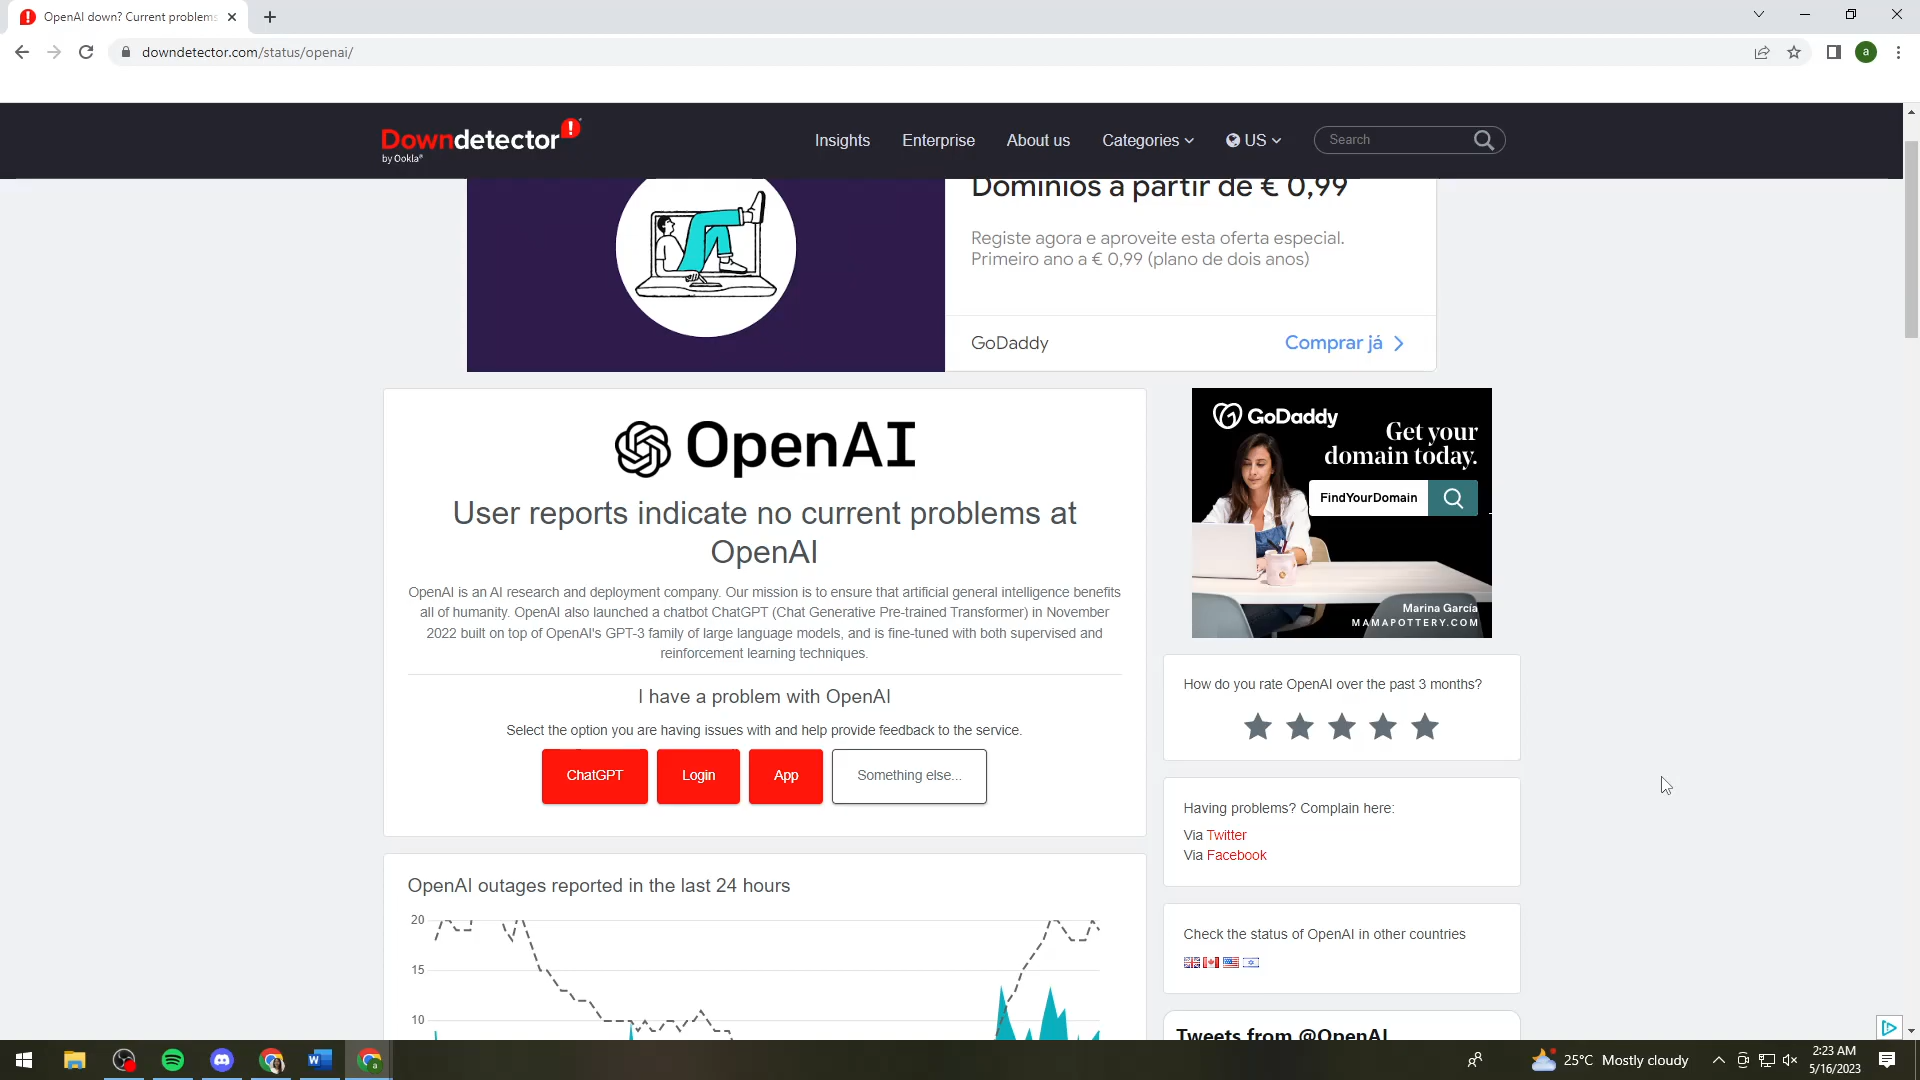 OpenAI down? Current problems
downdetector.com/status/openai/
a
Downdetector
by Ookla®
Insights
Enterprise
About us
Categories
US
Search
Domínios a partir de € 0,99
Registe agora e aproveite esta oferta especial.
Primeiro ano a € 0,99 (plano de dois anos)
GoDaddy
Comprar já
OpenAI
User reports indicate no current problems at
OpenAI
OpenAI is an AI research and deployment company. Our mission is to ensure that artificial general intelligence benefits
all of humanity. OpenAI also launched a chatbot ChatGPT (Chat Generative Pre-trained Transformer) in November
2022 built on top of OpenAI's GPT-3 family of large language models, and is fine-tuned with both supervised and
reinforcement learning techniques.
I have a problem with OpenAI
Select the option you are having issues with and help provide feedback to the service.
ChatGPT
Login
App
Something else...
OpenAI outages reported in the last 24 hours
20
15
10
GoDaddy
Get your
domain today.
FindYourDomain
Marina García
MAMAPOTTERY.COM
How do you rate OpenAI over the past 3 months?
Having problems? Complain here:
Via Twitter
Via Facebook
Check the status of OpenAI in other countries
Tweets from @OpenAI
25°C Mostly cloudy
2:23 AM
5/16/2023